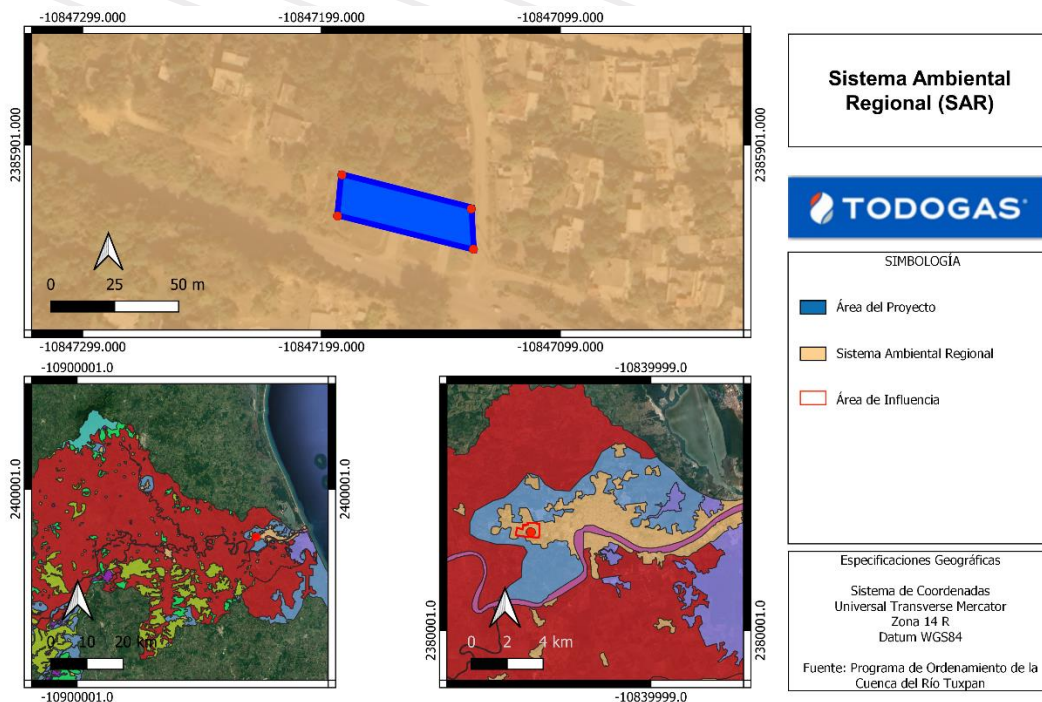 -10847299.000
-10847199.000
-10847099.000
2385901.000
2385901.000
0 25 50 m
-10847299.000
-10847199.000
-10847099.000
Sistema Ambiental
Regional (SAR)
TODOGAS
SIMBOLOGÍA
Área del Proyecto
Sistema Ambiental Regional
Área de Influencia
-10900001.0
2400001.0
2400001.0
0 10 20 km
-10900001.0
-10839999.0
2380001.0
2380001.0
0 2 4 km
-10839999.0
Especificaciones Geográficas
Sistema de Coordenadas
Universal Transverse Mercator
Zona 14 R
Datum WGS84
Fuente: Programa de Ordenamiento de la
Cuenca del Río Tuxpan